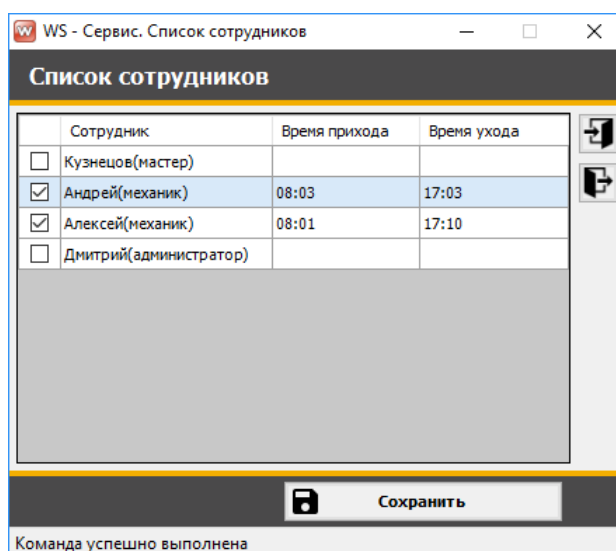 WS - Сервис. Список сотрудников
Список сотрудников
Сотрудник Время прихода Время ухода
Кузнецов(мастер)
Андрей(механик) 08:03 17:03
Алексей(механик) 08:01 17:10
Дмитрий(администратор)
Сохранить
Команда успешно выполнена